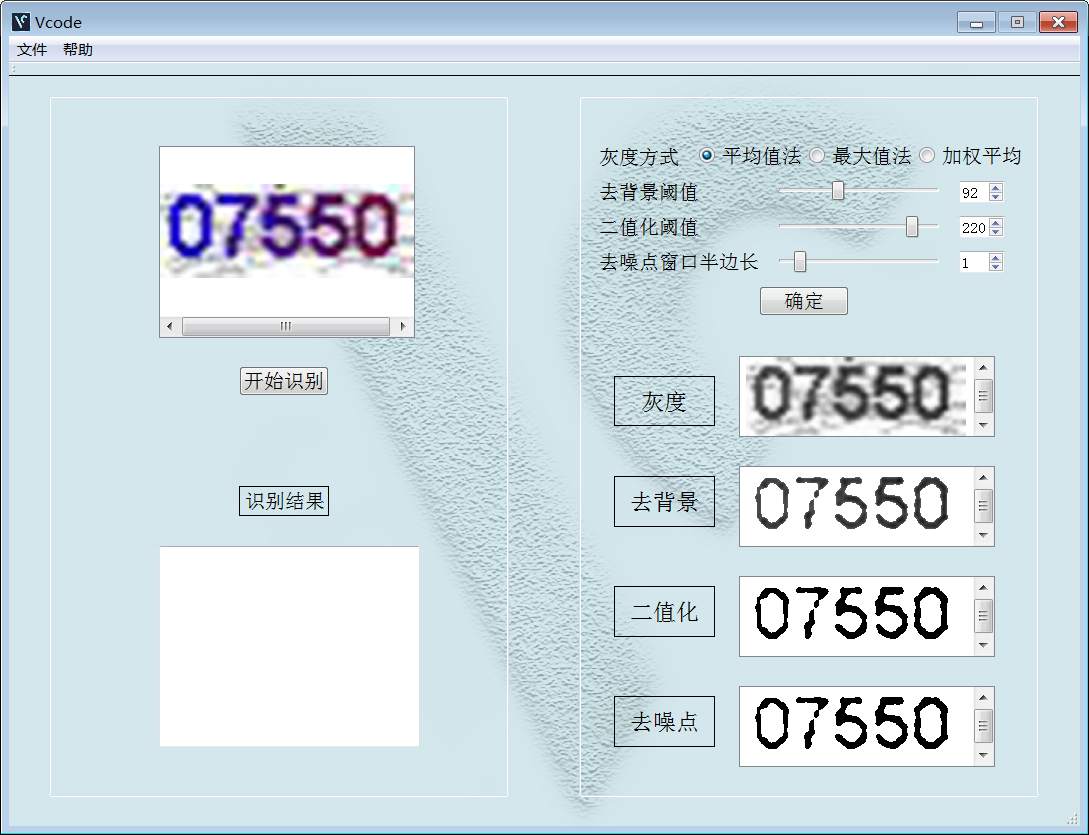 Vcode
文件 帮助
07550
开始识别
识别结果
灰度方式 平均值法 最大值法 加权平均
去背景阈值 92
二值化阈值 220
去噪点窗口半边长 1
确定
灰度 07550
去背景 07550
二值化 07550
去噪点 07550